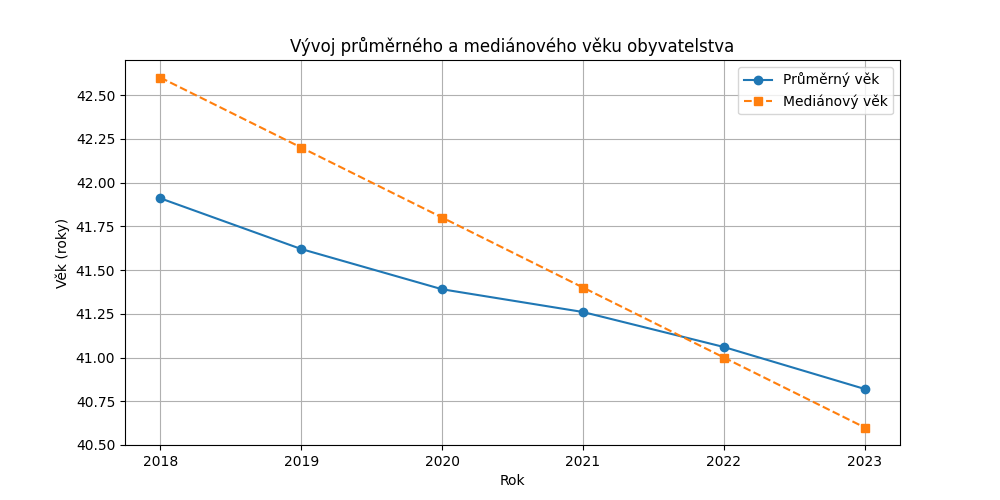 Vývoj průměrného a mediánového věku obyvatelstva
Průměrný věk
Mediánový věk
Věk (roky)
42.50
42.25
42.00
41.75
41.50
41.25
41.00
40.75
40.50
2018 2019 2020 2021 2022 2023
Rok